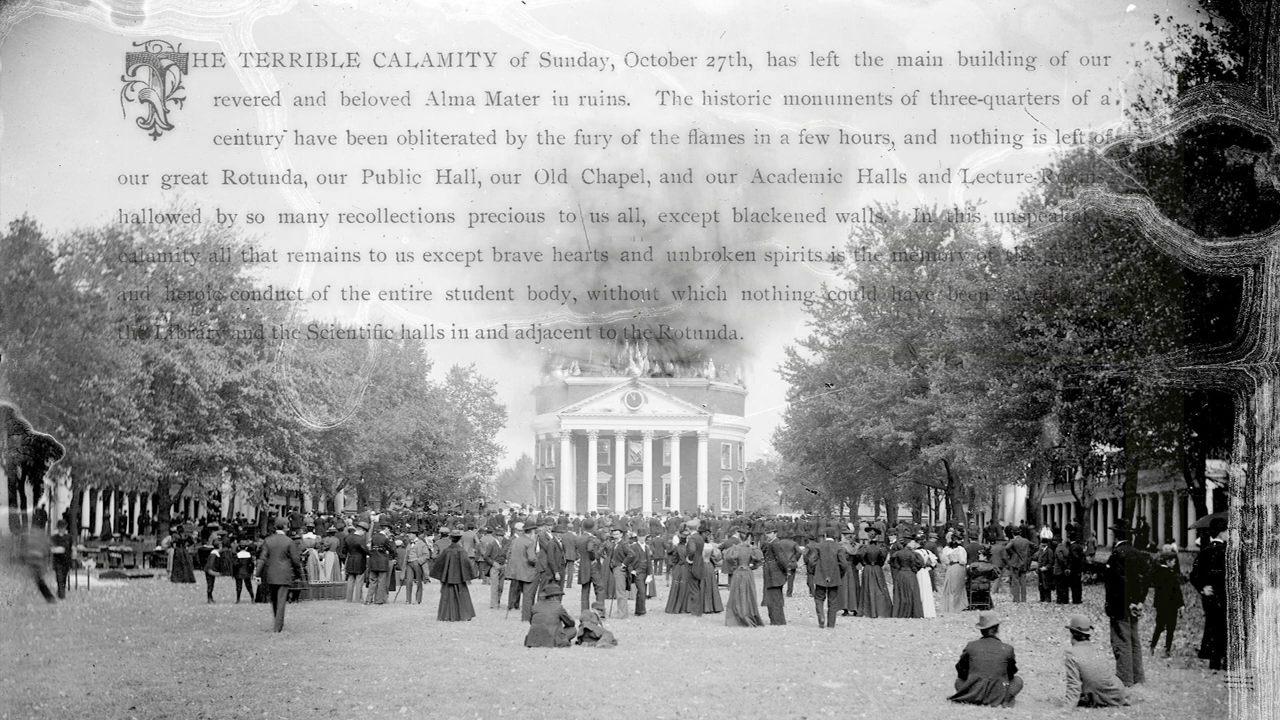 THE TERRIBLE CALAMITY of Sunday, October 27th, has left the main building of our
revered and beloved Alma Mater in ruins. The historic monuments of three-quarters of a
century have been obliterated by the fury of the flames in a few hours, and nothing is left of
our great Rotunda, our Public Hall, our Old Chapel, and our Academic Halls and Lecture-Rooms
hallowed by so many recollections precious to us all, except blackened walls. In this unspeakable
calamity all that remains to us except brave hearts and unbroken spirits is the memory of the
and heroic conduct of the entire student body, without which nothing could have been
the Library and the Scientific halls in and adjacent to the Rotunda.